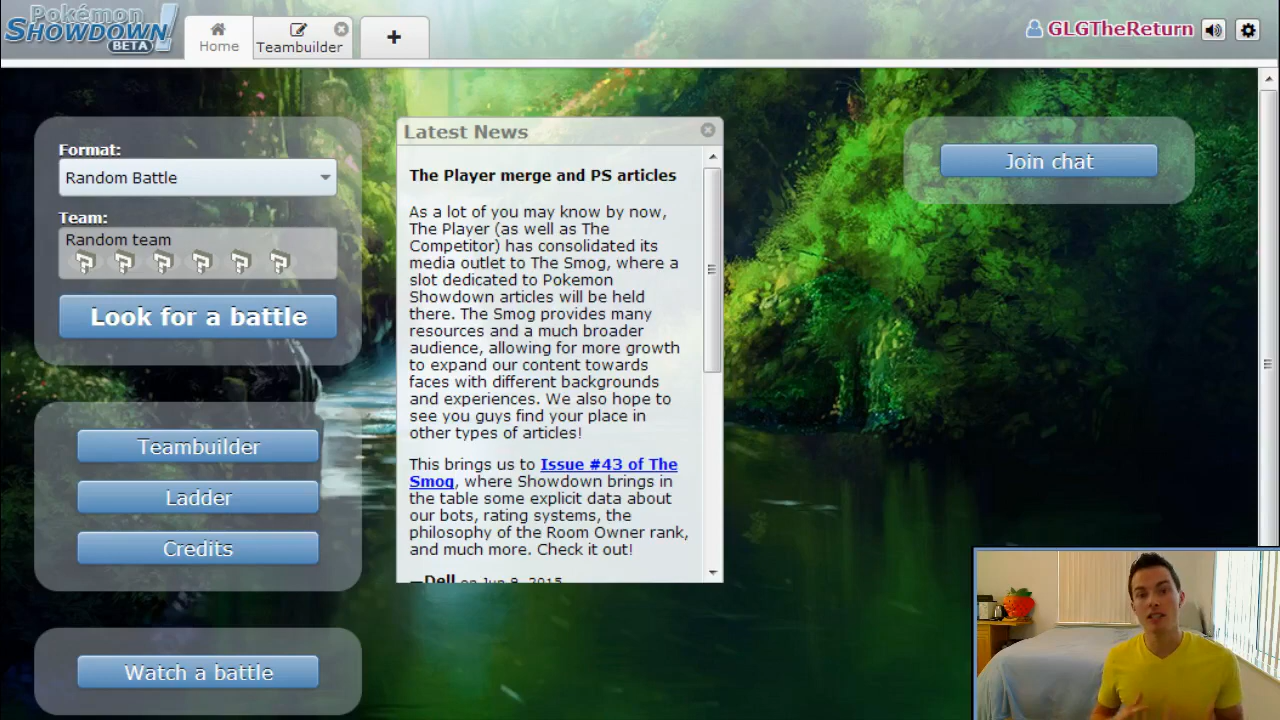 Pokémon
SHOWDOWN!
BETA
Home
Teambuilder
+
GLGTheReturn
Format:
Random Battle
Team:
Random team
? ? ? ? ? ?
Look for a battle
Teambuilder
Ladder
Credits
Watch a battle
Latest News
The Player merge and PS articles
As a lot of you may know by now,
The Player (as well as The
Competitor) has consolidated its
media outlet to The Smog, where a
slot dedicated to Pokemon
Showdown articles will be held
there. The Smog provides many
resources and a much broader
audience, allowing for more growth
to expand our content towards
faces with different backgrounds
and experiences. We also hope to
see you guys find your place in
other types of articles!
This brings us to Issue #43 of The
Smog, where Showdown brings in
the table some explicit data about
our bots, rating systems, the
philosophy of the Room Owner rank,
and much more. Check it out!
—Dell on Jun 9, 2015
Join chat